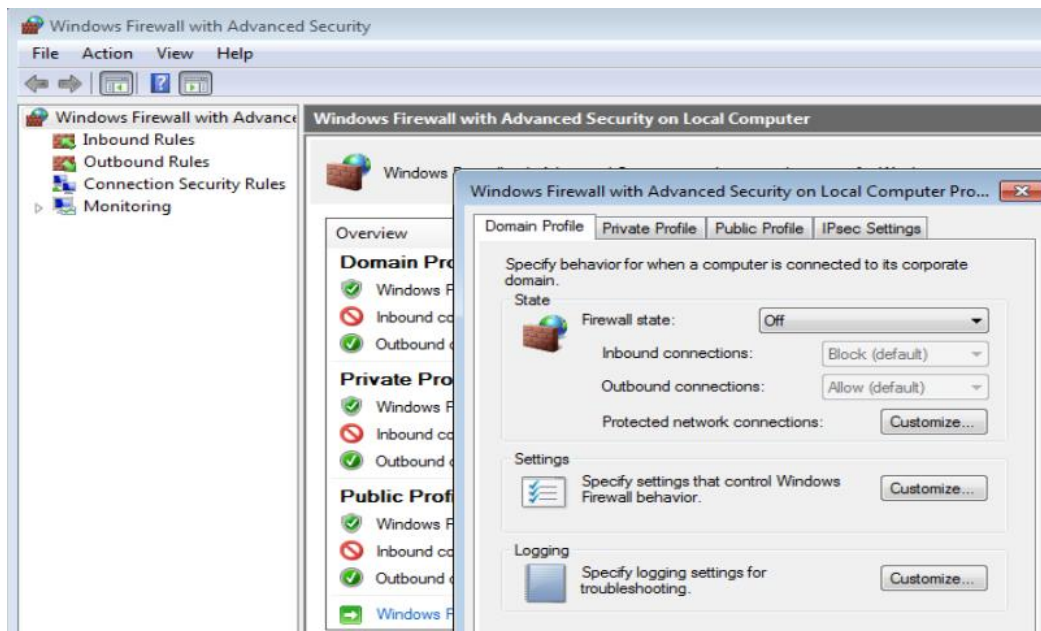 Windows Firewall with Advanced Security
File Action View Help
Windows Firewall with Advance
Inbound Rules
Outbound Rules
Connection Security Rules
Monitoring
Windows Firewall with Advanced Security on Local Computer
Windows
Overview
Domain Pro
Windows F
Inbound co
Outbound
Private Pro
Windows F
Inbound co
Outbound
Public Profi
Windows F
Inbound co
Outbound
Windows F
Windows Firewall with Advanced Security on Local Computer Pro...
Domain Profile Private Profile Public Profile IPsec Settings
Specify behavior for when a computer is connected to its corporate
domain.
State
Firewall state: Off
Inbound connections: Block (default)
Outbound connections: Allow (default)
Protected network connections: Customize...
Settings
Specify settings that control Windows
Firewall behavior.
Customize...
Logging
Specify logging settings for
troubleshooting.
Customize...